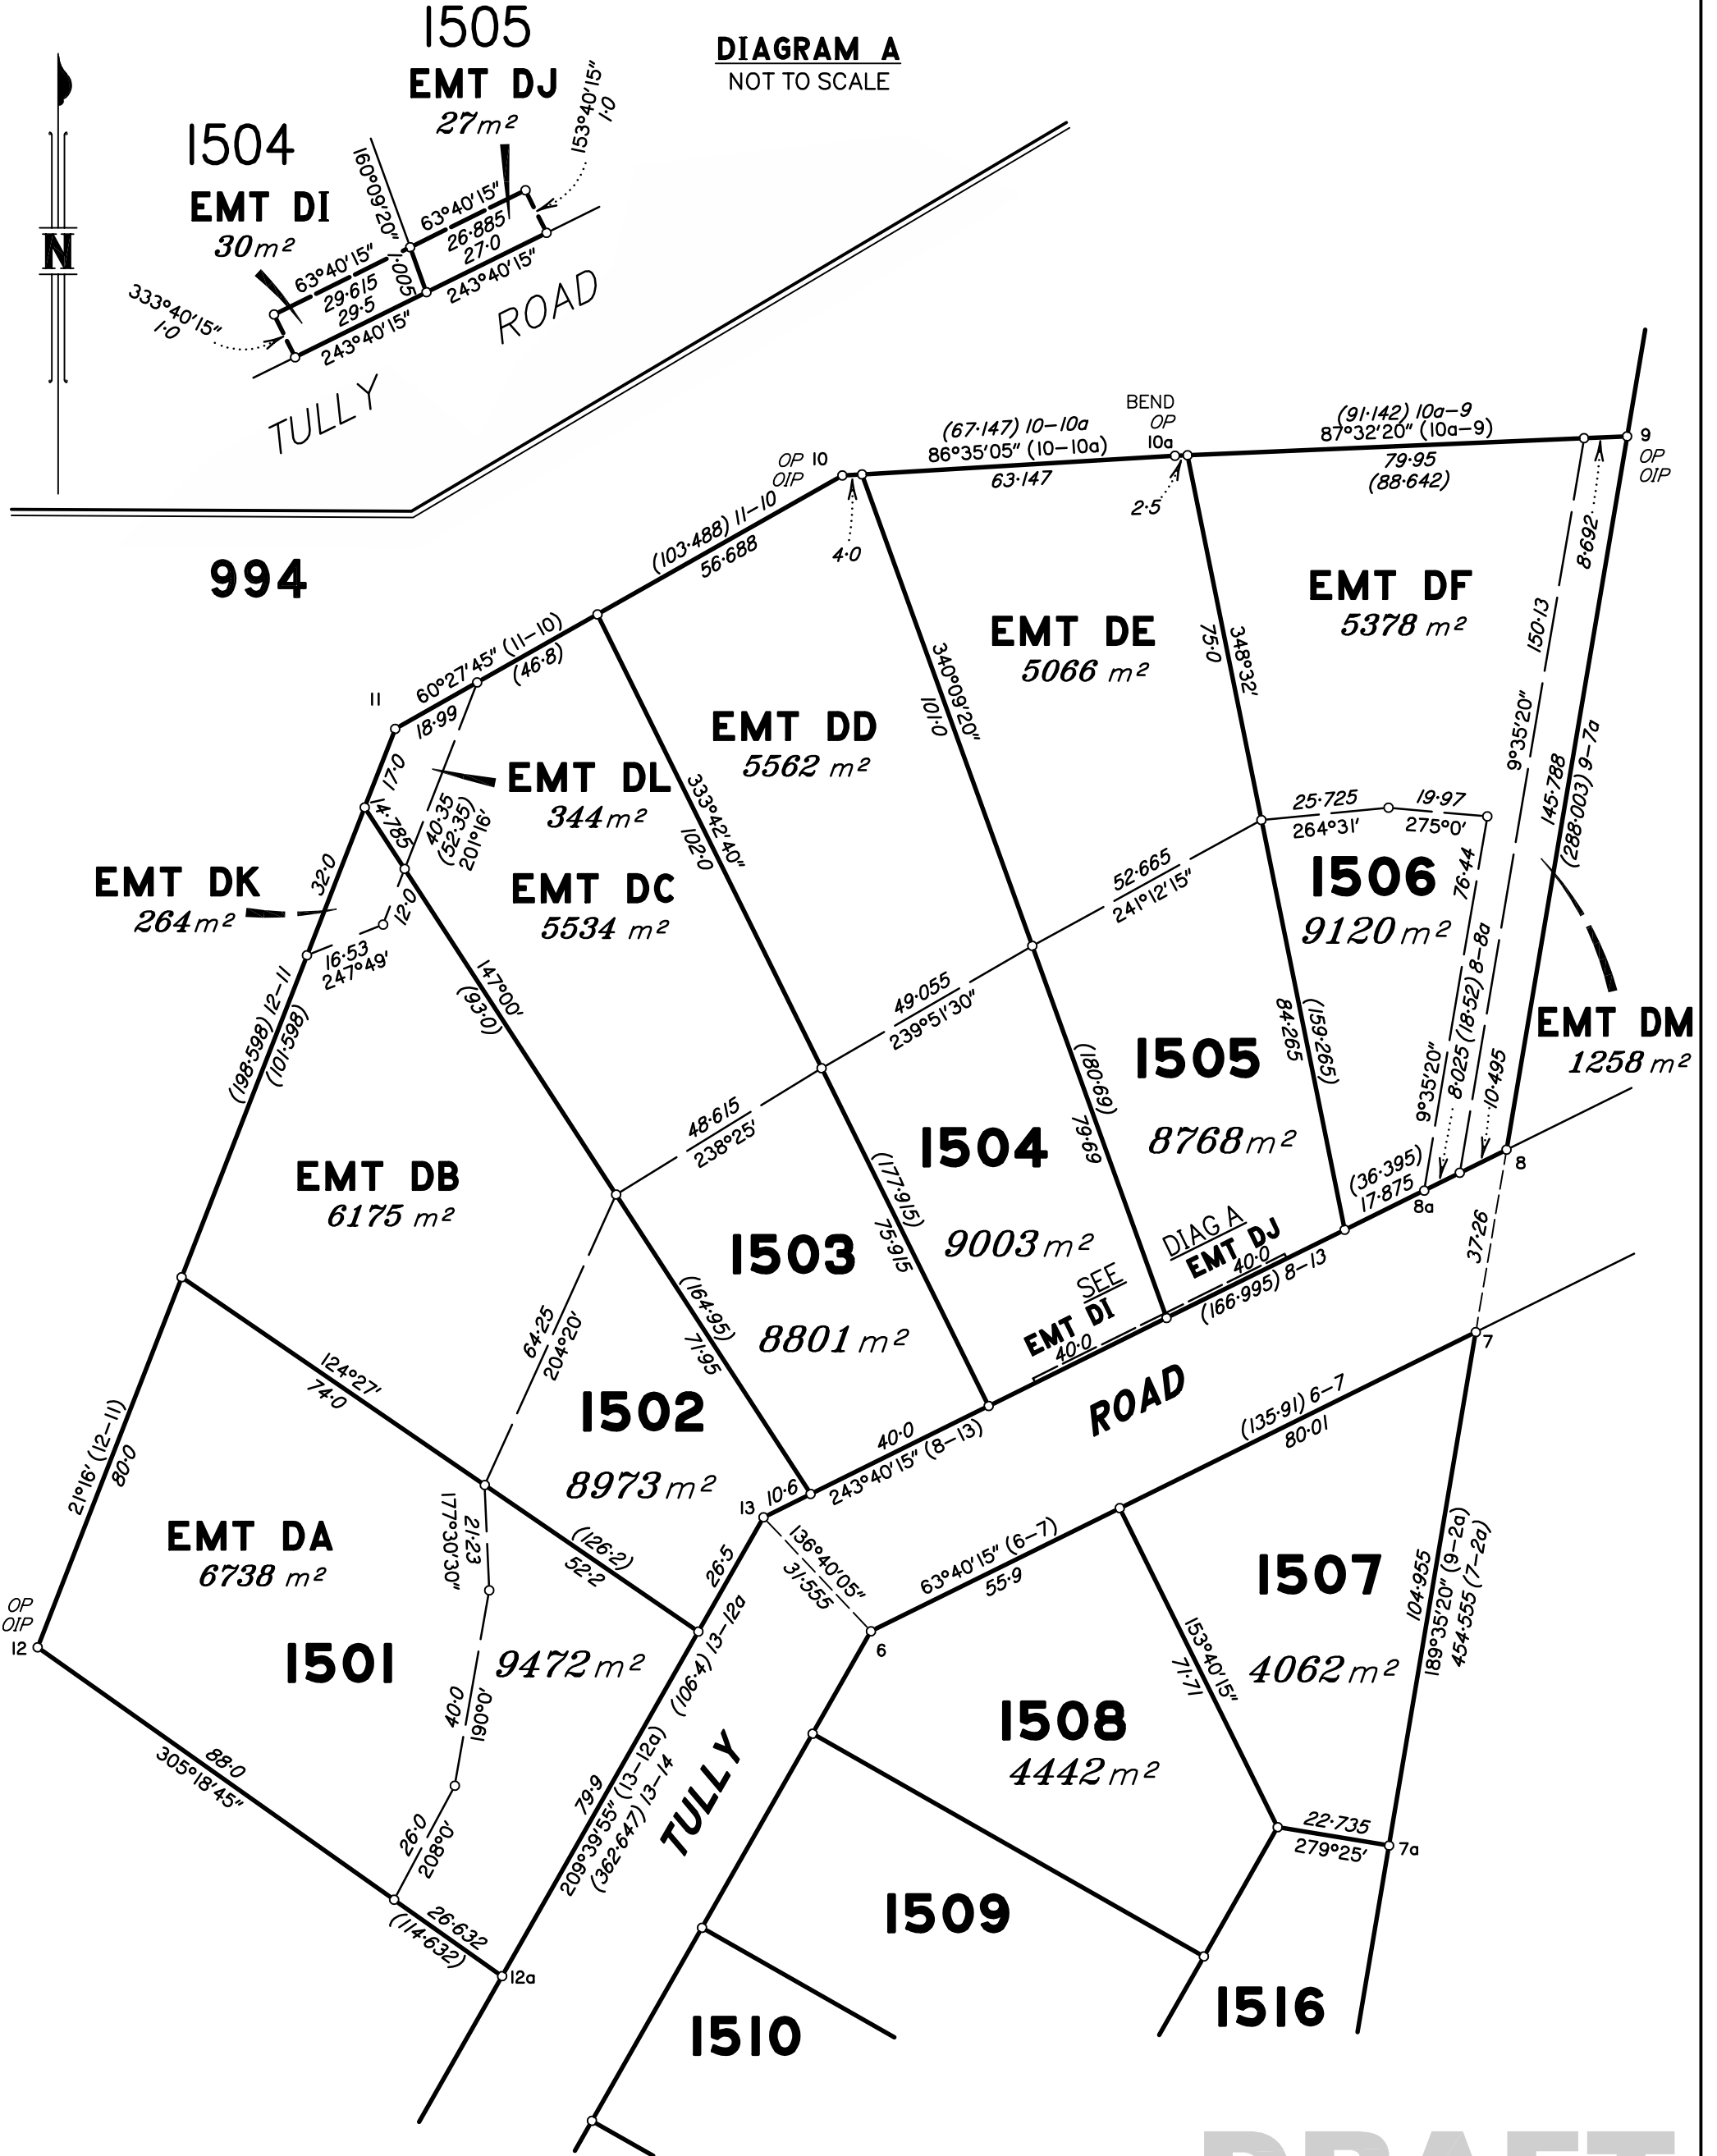 1505
EMT DJ
27m²
153°40'15"
1·0
DIAGRAM A
NOT TO SCALE
1504
EMT DI
30m²
160°09'20"
1·005
63°40'15"
26·885
27·0
243°40'15"
63°40'15"
29·615
29·5
243°40'15"
333°40'15"
1·0
TULLY ROAD
N
994
OP 10
OIP
(67·147) 10-10a
86°35'05" (10-10a)
63·147
4·0
BEND
OP
10a
2·5
(91·142) 10a-9
87°32'20" (10a-9)
79·95
(88·642)
9
OP
OIP
8·692
(103·488) 11-10
56·688
60°27'45" (11-10)
(46·8)
18·99
11
17·0
14·785
EMT DL
344m²
40·35
(52·35)
201°16'
EMT DK
264m²
32·0
12·0
16·53
247°49'
EMT DC
5534 m²
EMT DD
5562 m²
EMT DE
5066 m²
EMT DF
5378 m²
333°42'40"
102·0
340°09'20"
101·0
348°32'
75·0
150·13
9°35'20"
145·788
(288·003) 9-7a
25·725
264°31'
19·97
275°0'
76·44
1506
9120 m²
52·665
241°12'15"
49·055
239°51'30"
48·615
238°25'
147°00'
(93·0)
(198·598) 12-11
(101·598)
EMT DM
1258 m²
9°35'20"
8·025 (18·52) 8-8a
10·495
84·265
(159·265)
1505
8768m²
(180·69)
79·69
1504
9003m²
(177·915)
75·915
1503
8801m²
(164·95)
71·95
EMT DB
6175 m²
64·25
204°20'
(36·395)
17·875
8a
8
37·26
SEE DIAG A
EMT DI
40·0
EMT DJ
40·0
(166·995) 8-13
40·0
243°40'15" (8-13)
10·6
13
ROAD
7
(135·91) 6-7
80·01
63°40'15" (6-7)
55·9
136°40'05"
31·555
6
124°27'
74·0
1502
8973m²
(126·2)
52·2
26·5
21°16' (12-11)
80·0
EMT DA
6738 m²
177°30'30"
21·23
OP
OIP
12
1501
9472m²
40·0
190°0'
26·0
208°0'
88·0
305°18'45"
26·632
(114·632)
12a
(106·4) 13-12a
79·9
209°39'55" (13-12a)
(362·647) 13-14
TULLY
1507
4062m²
153°40'15"
71·71
104·955
189°35'20" (9-2a)
454·555 (7-2a)
1508
4442m²
22·735
279°25'
7a
1509
1516
1510
DRAFT